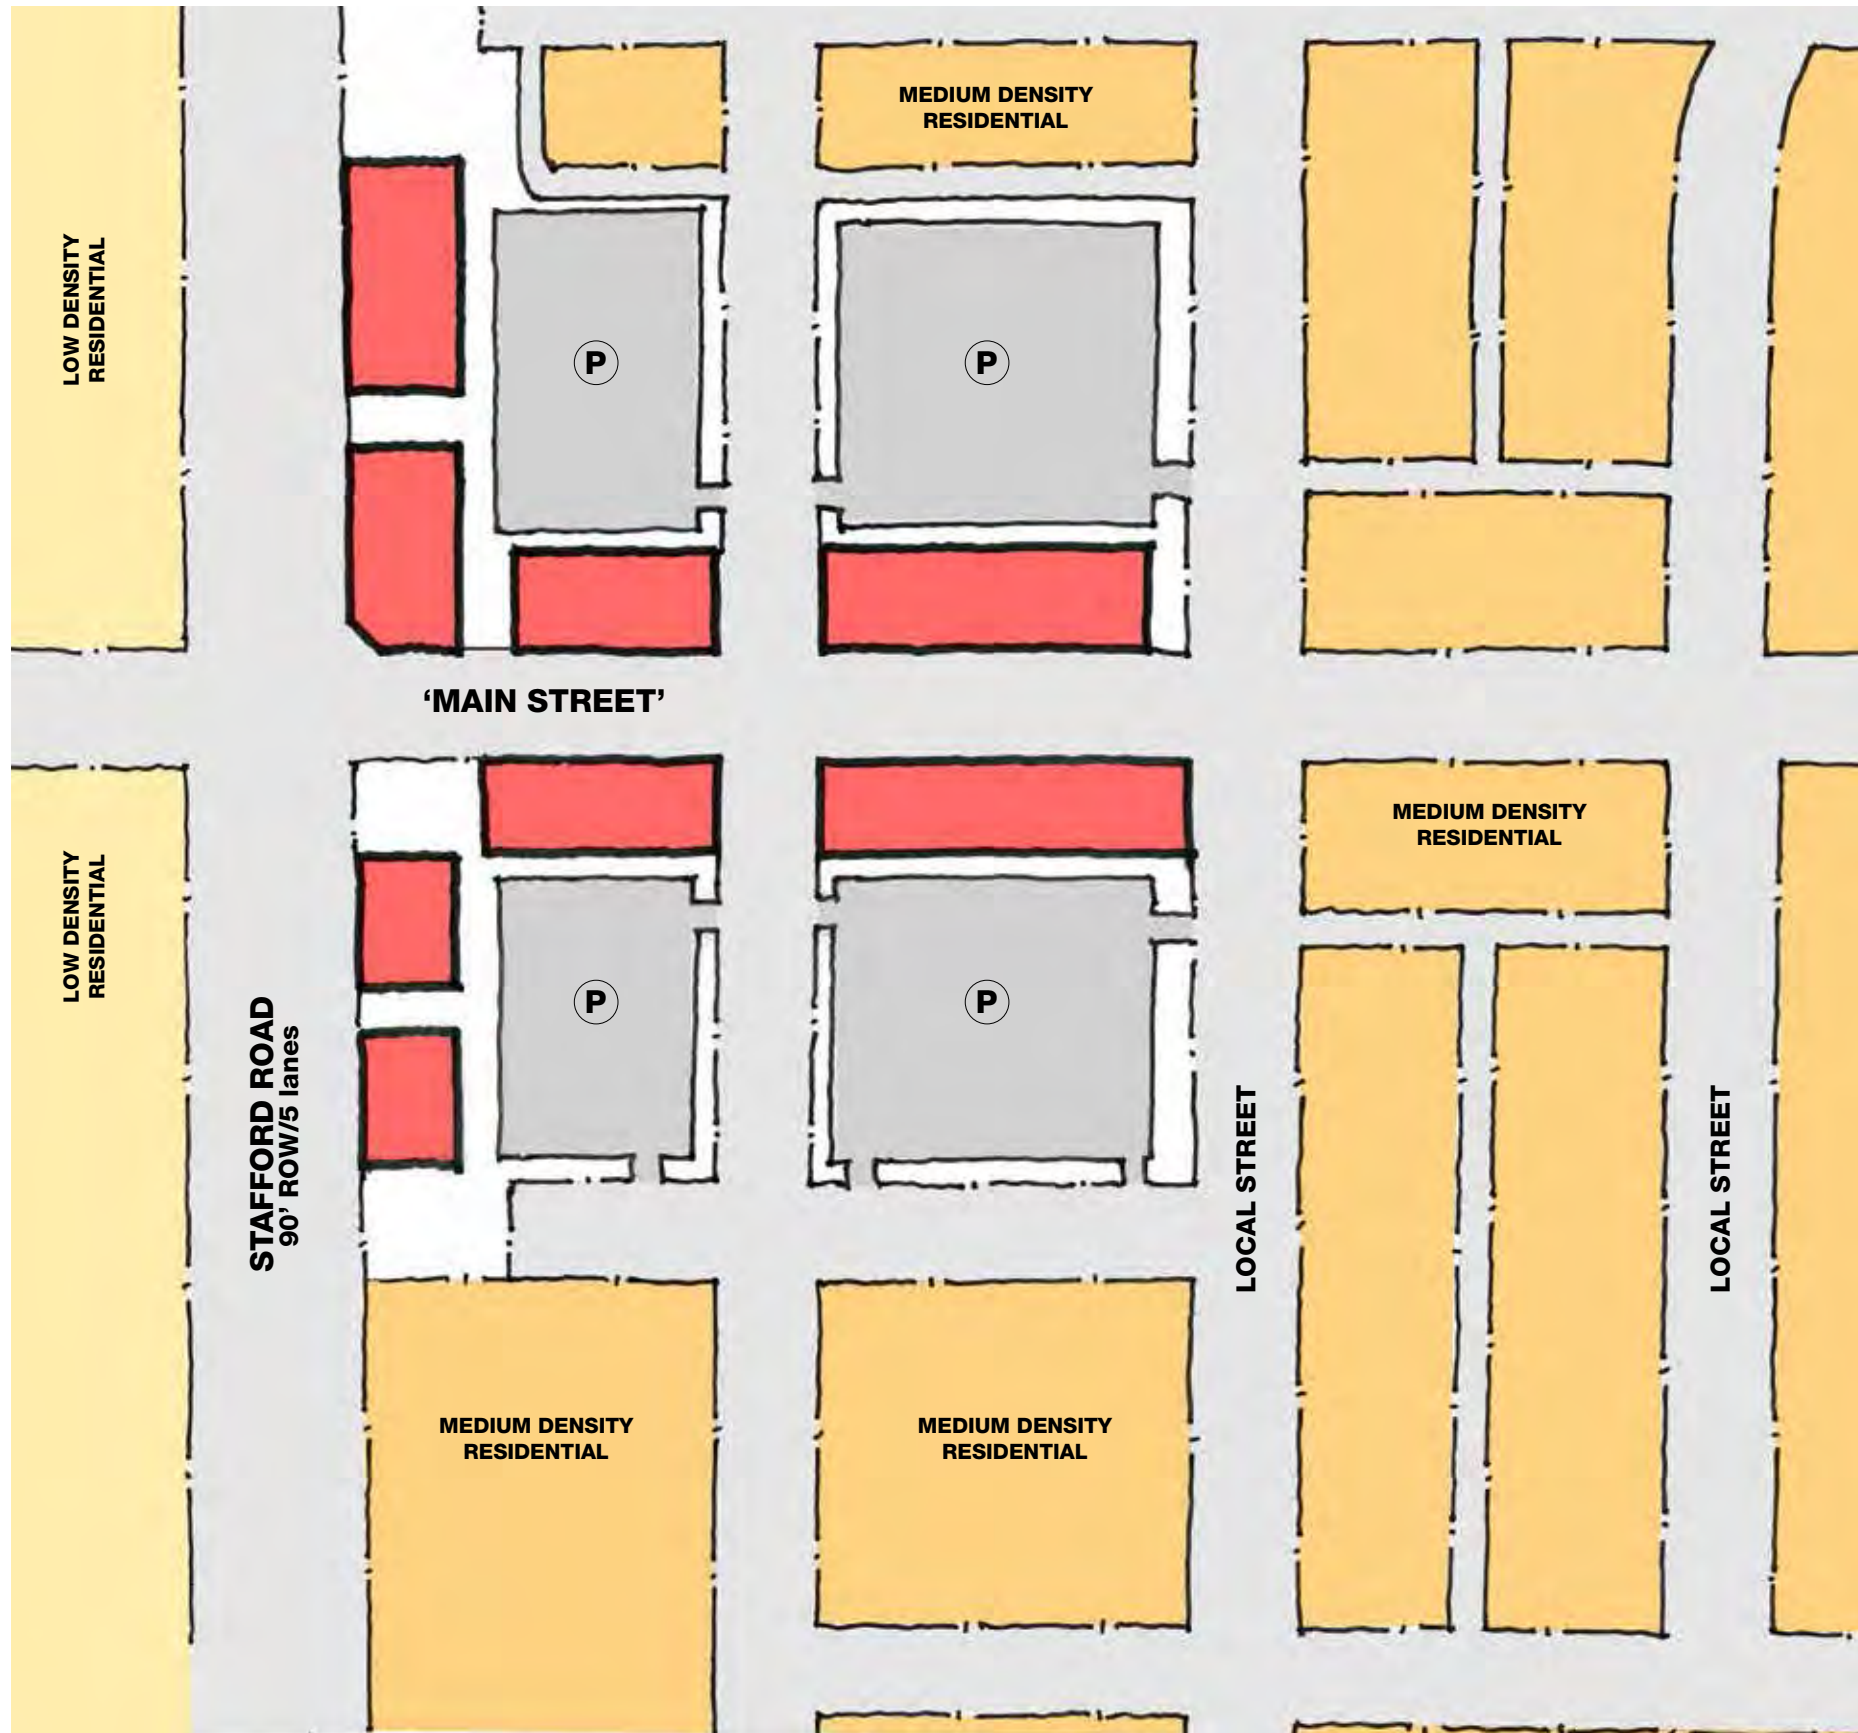 MEDIUM DENSITY
RESIDENTIAL
LOW DENSITY
RESIDENTIAL
P
P
‘MAIN STREET’
MEDIUM DENSITY
RESIDENTIAL
LOW DENSITY
RESIDENTIAL
P
P
STAFFORD ROAD
90’ ROW/5 lanes
LOCAL STREET
LOCAL STREET
MEDIUM DENSITY
RESIDENTIAL
MEDIUM DENSITY
RESIDENTIAL